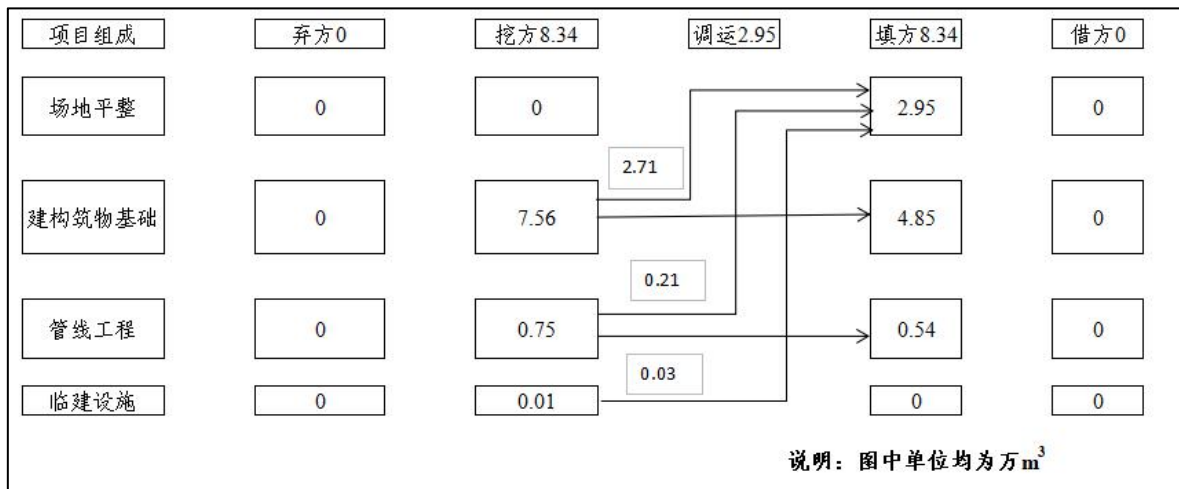 项目组成 弃方0 挖方8.34 调运2.95 填方8.34 借方0
场地平整 0 0 2.95 0
2.71
建构筑物基础 0 7.56 4.85 0
0.21
管线工程 0 0.75 0.54 0
0.03
临建设施 0 0.01 0 0
说明：图中单位均为万m³